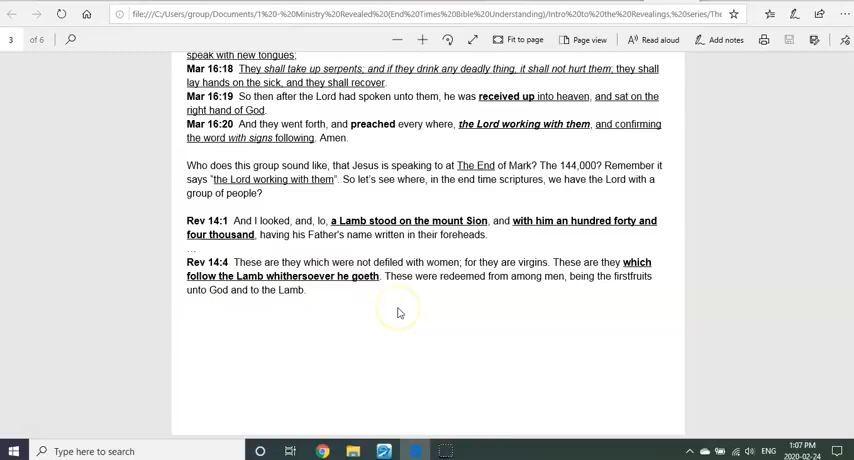 file:///C:/Users/group/Documents/1%20-%20Ministry%20Revealed%20(End%20Times%20Bible%20Understanding)/Intro%20to%20the%20Revealings,%20series/The
3 of 6
Fit to page
Page view
Read aloud
Add notes
speak with new tongues;
Mar 16:18 They shall take up serpents; and if they drink any deadly thing, it shall not hurt them; they shall
lay hands on the sick, and they shall recover.
Mar 16:19 So then after the Lord had spoken unto them, he was received up into heaven, and sat on the
right hand of God.
Mar 16:20 And they went forth, and preached every where, the Lord working with them, and confirming
the word with signs following. Amen.
Who does this group sound like, that Jesus is speaking to at The End of Mark? The 144,000? Remember it
says "the Lord working with them". So let's see where, in the end time scriptures, we have the Lord with a
group of people?
Rev 14:1 And I looked, and, lo, a Lamb stood on the mount Sion, and with him an hundred forty and
four thousand, having his Father's name written in their foreheads.
...
Rev 14:4 These are they which were not defiled with women; for they are virgins. These are they which
follow the Lamb whithersoever he goeth. These were redeemed from among men, being the firstfruits
unto God and to the Lamb.
Type here to search
ENG
1:07 PM
2020-02-24